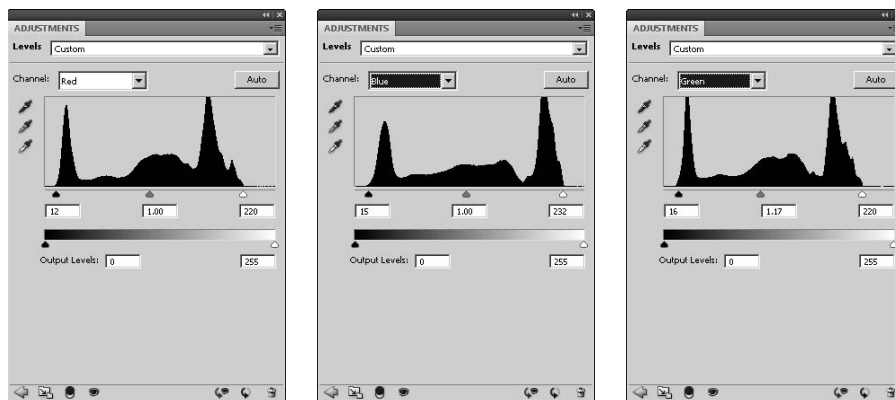 ADJUSTMENTS
Levels Custom
Channel: Red Auto
12 1.00 220
Output Levels: 0 255
ADJUSTMENTS
Levels Custom
Channel: Blue Auto
15 1.00 232
Output Levels: 0 255
ADJUSTMENTS
Levels Custom
Channel: Green Auto
16 1.17 220
Output Levels: 0 255